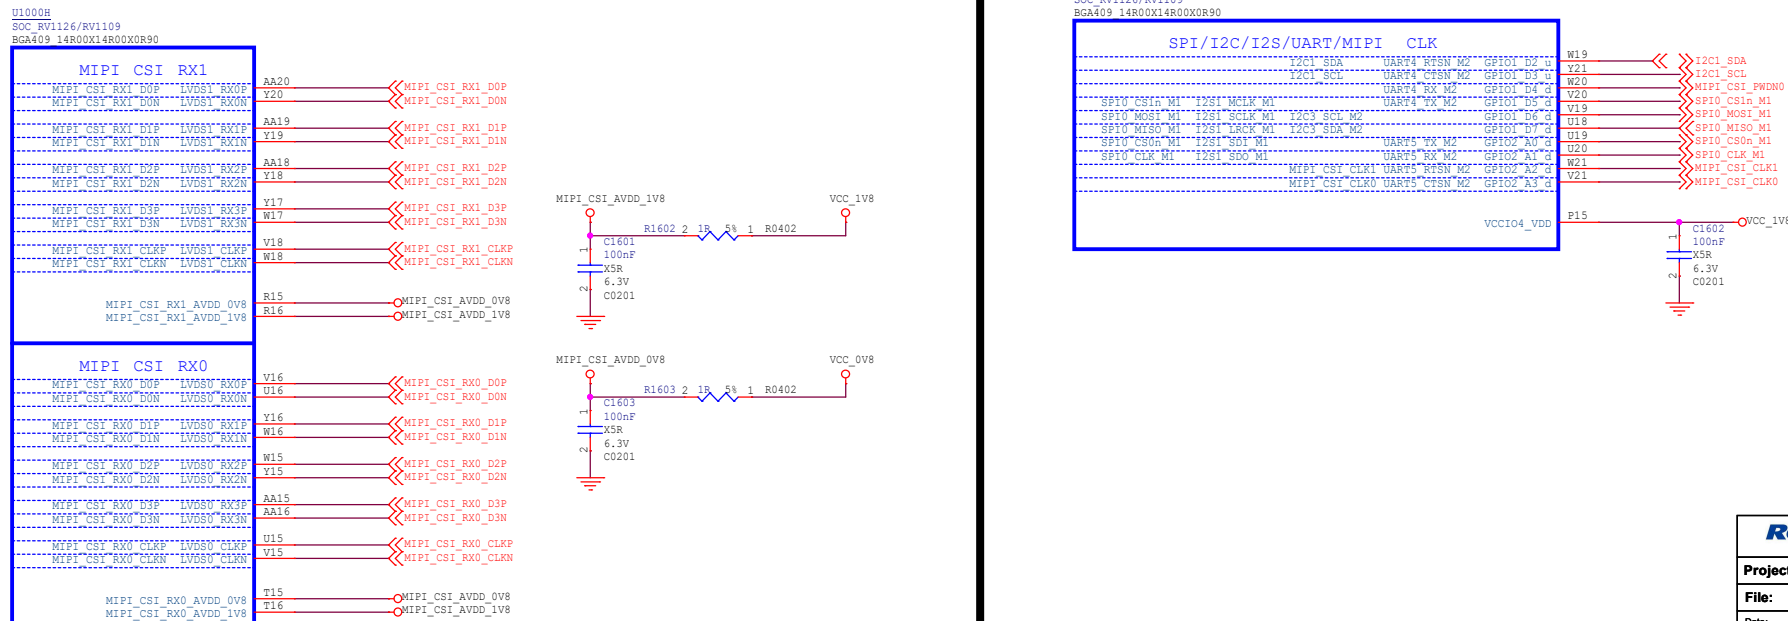 U1000H
SOC_RV1126/RV1109
BGA409_14R00X14R00X0R90
MIPI CSI RX1
MIPI_CSI_RX1_D0P LVDS1_RX0P AA20 MIPI_CSI_RX1_D0P
MIPI_CSI_RX1_D0N LVDS1_RX0N Y20 MIPI_CSI_RX1_D0N
MIPI_CSI_RX1_D1P LVDS1_RX1P AA19 MIPI_CSI_RX1_D1P
MIPI_CSI_RX1_D1N LVDS1_RX1N Y19 MIPI_CSI_RX1_D1N
MIPI_CSI_RX1_D2P LVDS1_RX2P AA18 MIPI_CSI_RX1_D2P
MIPI_CSI_RX1_D2N LVDS1_RX2N Y18 MIPI_CSI_RX1_D2N
MIPI_CSI_RX1_D3P LVDS1_RX3P Y17 MIPI_CSI_RX1_D3P
MIPI_CSI_RX1_D3N LVDS1_RX3N W17 MIPI_CSI_RX1_D3N
MIPI_CSI_RX1_CLKP LVDS1_CLKP V18 MIPI_CSI_RX1_CLKP
MIPI_CSI_RX1_CLKN LVDS1_CLKN W18 MIPI_CSI_RX1_CLKN
MIPI_CSI_RX1_AVDD_0V8 R15 MIPI_CSI_AVDD_0V8
MIPI_CSI_RX1_AVDD_1V8 R16 MIPI_CSI_AVDD_1V8
MIPI CSI RX0
MIPI_CSI_RX0_D0P LVDS0_RX0P V16 MIPI_CSI_RX0_D0P
MIPI_CSI_RX0_D0N LVDS0_RX0N U16 MIPI_CSI_RX0_D0N
MIPI_CSI_RX0_D1P LVDS0_RX1P Y16 MIPI_CSI_RX0_D1P
MIPI_CSI_RX0_D1N LVDS0_RX1N W16 MIPI_CSI_RX0_D1N
MIPI_CSI_RX0_D2P LVDS0_RX2P W15 MIPI_CSI_RX0_D2P
MIPI_CSI_RX0_D2N LVDS0_RX2N Y15 MIPI_CSI_RX0_D2N
MIPI_CSI_RX0_D3P LVDS0_RX3P AA15 MIPI_CSI_RX0_D3P
MIPI_CSI_RX0_D3N LVDS0_RX3N AA16 MIPI_CSI_RX0_D3N
MIPI_CSI_RX0_CLKP LVDS0_CLKP U15 MIPI_CSI_RX0_CLKP
MIPI_CSI_RX0_CLKN LVDS0_CLKN V15 MIPI_CSI_RX0_CLKN
MIPI_CSI_RX0_AVDD_0V8 T15 MIPI_CSI_AVDD_0V8
MIPI_CSI_RX0_AVDD_1V8 T16 MIPI_CSI_AVDD_1V8
MIPI_CSI_AVDD_1V8 VCC_1V8
R1602 2 1R 5% 1 R0402
1
C1601
100nF
X5R
6.3V
2
C0201
MIPI_CSI_AVDD_0V8 VCC_0V8
R1603 2 1R 5% 1 R0402
1
C1603
100nF
X5R
6.3V
2
C0201
SOC_RV1126/RV1109
BGA409_14R00X14R00X0R90
SPI/I2C/I2S/UART/MIPI CLK
I2C1_SDA UART4_RTSN_M2 GPIO1_D2_u W19 I2C1_SDA
I2C1_SCL UART4_CTSN_M2 GPIO1_D3_u Y21 I2C1_SCL
UART4_RX_M2 GPIO1_D4_d W20 MIPI_CSI_PWDN0
SPI0_CS1n_M1 I2S1_MCLK_M1 UART4_TX_M2 GPIO1_D5_d V20 SPI0_CS1n_M1
SPI0_MOSI_M1 I2S1_SCLK_M1 I2C3_SCL_M2 GPIO1_D6_d V19 SPI0_MOSI_M1
SPI0_MISO_M1 I2S1_LRCK_M1 I2C3_SDA_M2 GPIO1_D7_d U18 SPI0_MISO_M1
SPI0_CS0n_M1 I2S1_SDI_M1 UART5_TX_M2 GPIO2_A0_d U19 SPI0_CS0n_M1
SPI0_CLK_M1 I2S1_SDO_M1 UART5_RX_M2 GPIO2_A1_d U20 SPI0_CLK_M1
MIPI_CSI_CLK1 UART5_RTSN_M2 GPIO2_A2_d W21 MIPI_CSI_CLK1
MIPI_CSI_CLK0 UART5_CTSN_M2 GPIO2_A3_d V21 MIPI_CSI_CLK0
VCCIO4_VDD P15 VCC_1V8
1
C1602
100nF
X5R
6.3V
2
C0201
Project
File: